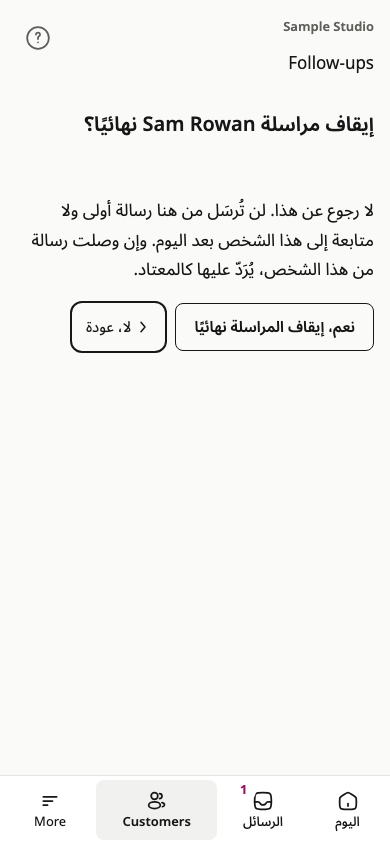 Sample Studio
Follow-ups
إيقاف مراسلة Sam Rowan نهائيًا؟
لا رجوع عن هذا. لن تُرسَل من هنا رسالة أولى ولا
متابعة إلى هذا الشخص بعد اليوم. وإن وصلت رسالة
من هذا الشخص، يُرَدّ عليها كالمعتاد.
نعم، إيقاف المراسلة نهائيًا
لا، عودة
اليوم
1
الرسائل
Customers
More